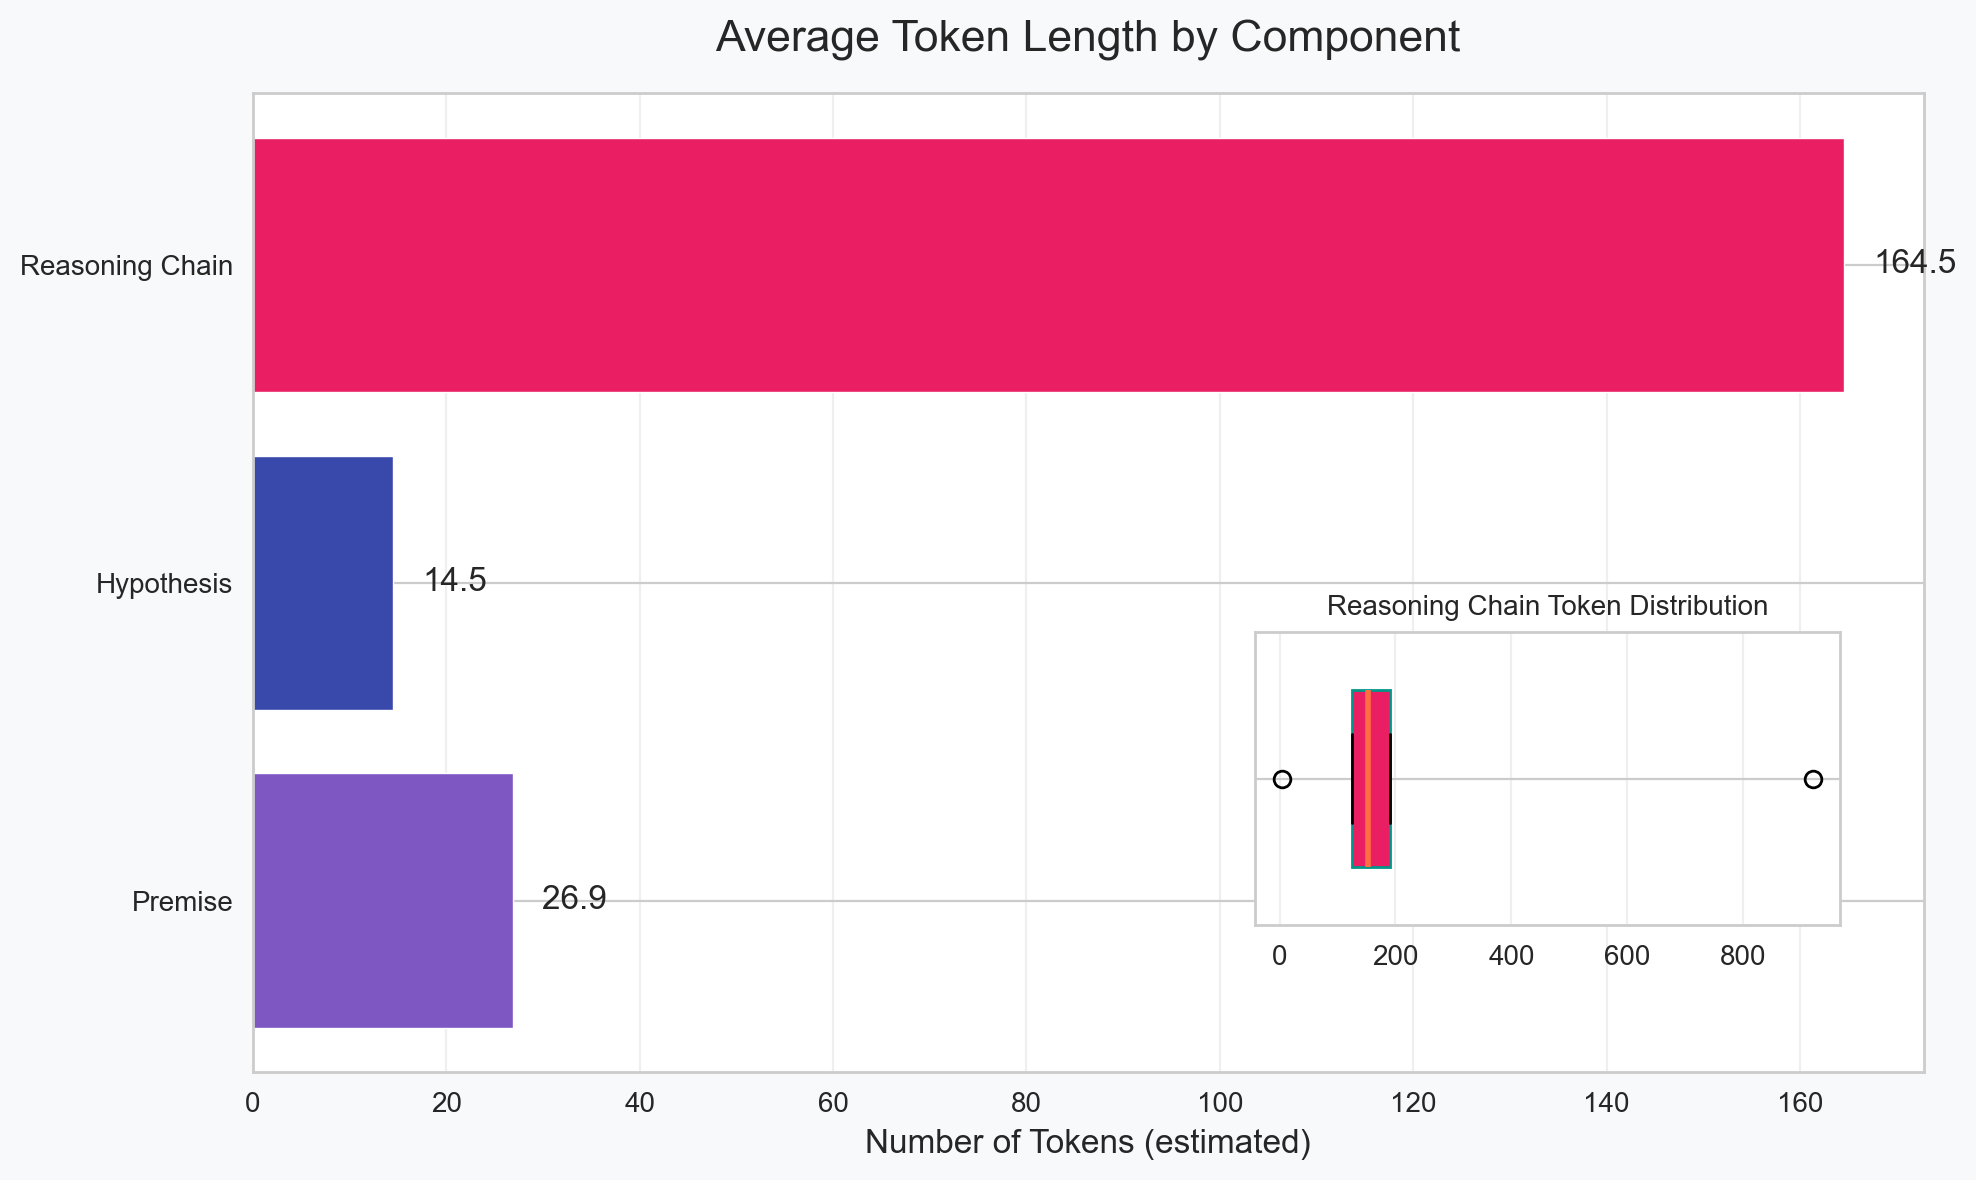 Average Token Length by Component
Reasoning Chain
164.5
Hypothesis
14.5
Reasoning Chain Token Distribution
0 200 400 600 800
Premise
26.9
0 20 40 60 80 100 120 140 160
Number of Tokens (estimated)